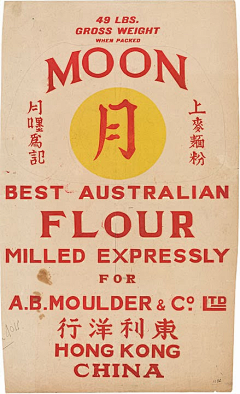 49 LBS.
GROSS WEIGHT
WHEN PACKED
MOON
月
上麥麵粉
月嘜為記
BEST AUSTRALIAN
FLOUR
MILLED EXPRESSLY
FOR
A.B. MOULDER & Co. LTD
行洋利東
HONG KONG
CHINA